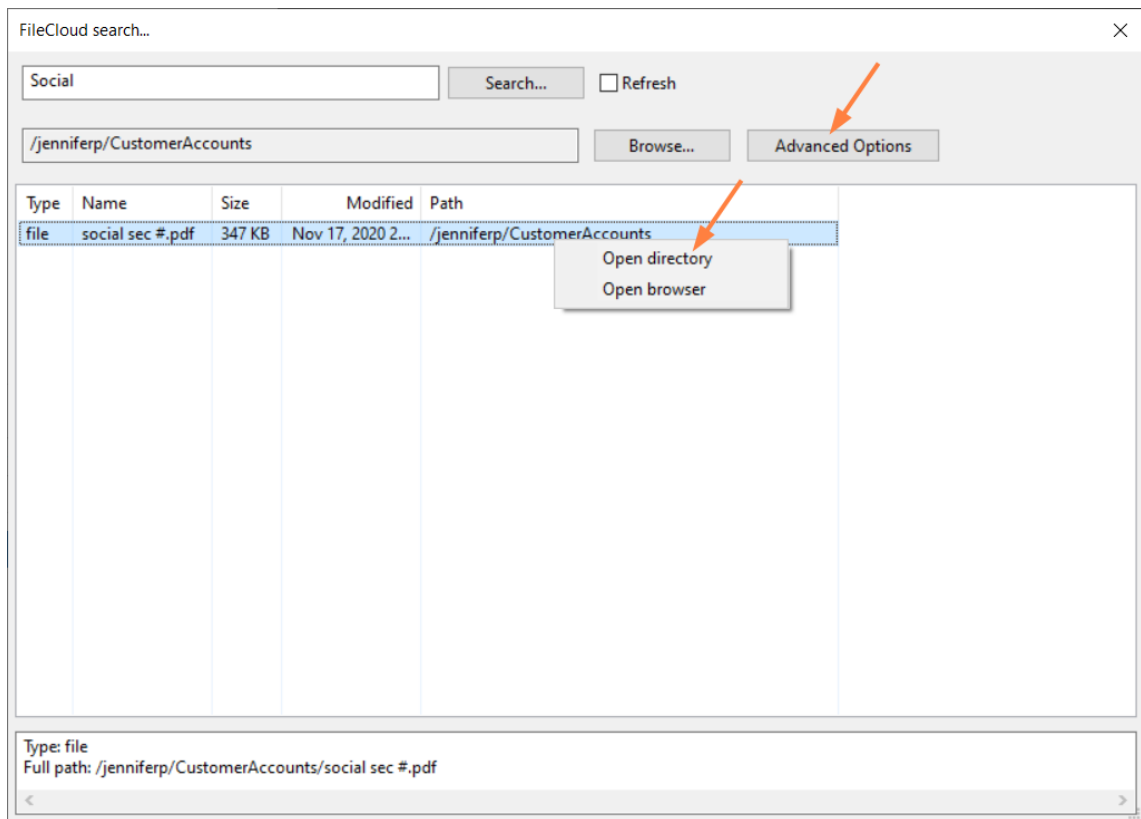 FileCloud search...
Social
Search...
Refresh
/jenniferp/CustomerAccounts
Browse...
Advanced Options
Type Name Size Modified Path
file social sec #.pdf 347 KB Nov 17, 2020 2... /jenniferp/CustomerAccounts
Open directory
Open browser
Type: file
Full path: /jenniferp/CustomerAccounts/social sec #.pdf